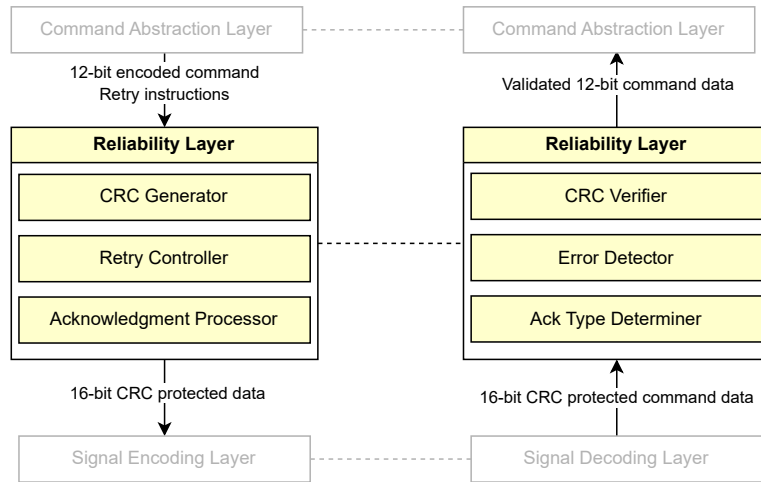 Command Abstraction Layer
Command Abstraction Layer
12-bit encoded command
Retry instructions
Validated 12-bit command data
Reliability Layer
CRC Generator
Retry Controller
Acknowledgment Processor
Reliability Layer
CRC Verifier
Error Detector
Ack Type Determiner
16-bit CRC protected data
16-bit CRC protected command data
Signal Encoding Layer
Signal Decoding Layer